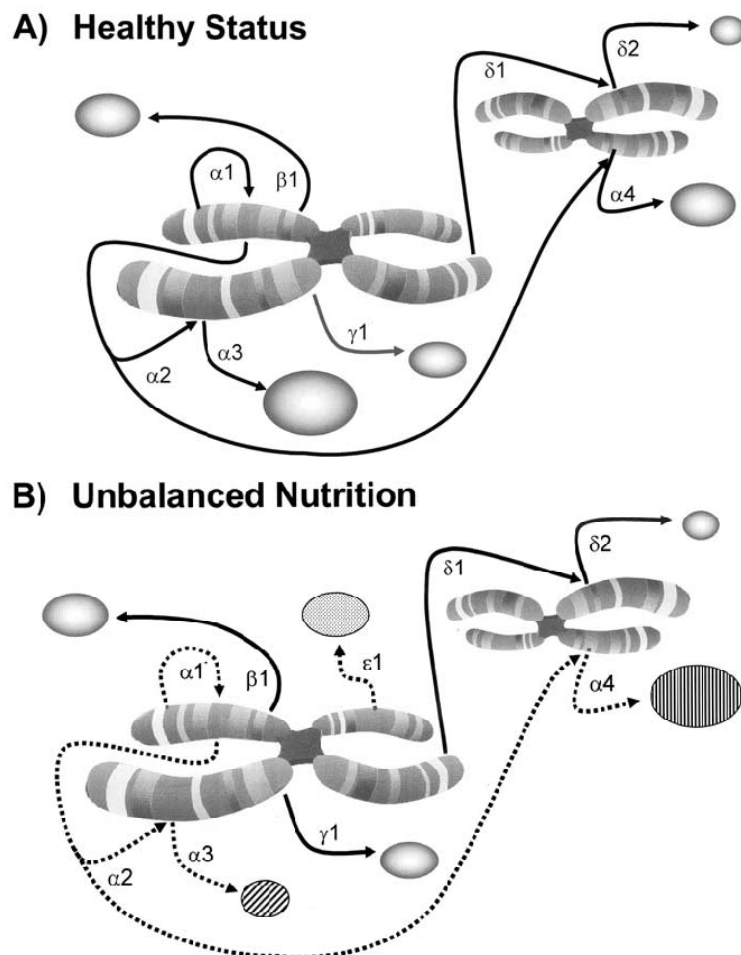 A) Healthy Status
δ2
δ1
α1
β1
α4
γ1
α3
α2
B) Unbalanced Nutrition
δ2
δ1
α1
β1
ε1
α4
γ1
α3
α2